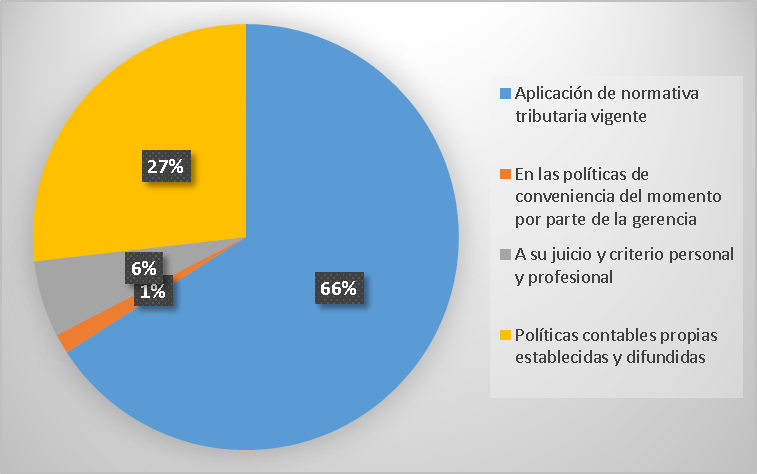 27%
6%
1%
66%
Aplicación de normativa
tributaria vigente
En las políticas de
conveniencia del momento
por parte de la gerencia
A su juicio y criterio personal
y profesional
Políticas contables propias
establecidas y difundidas